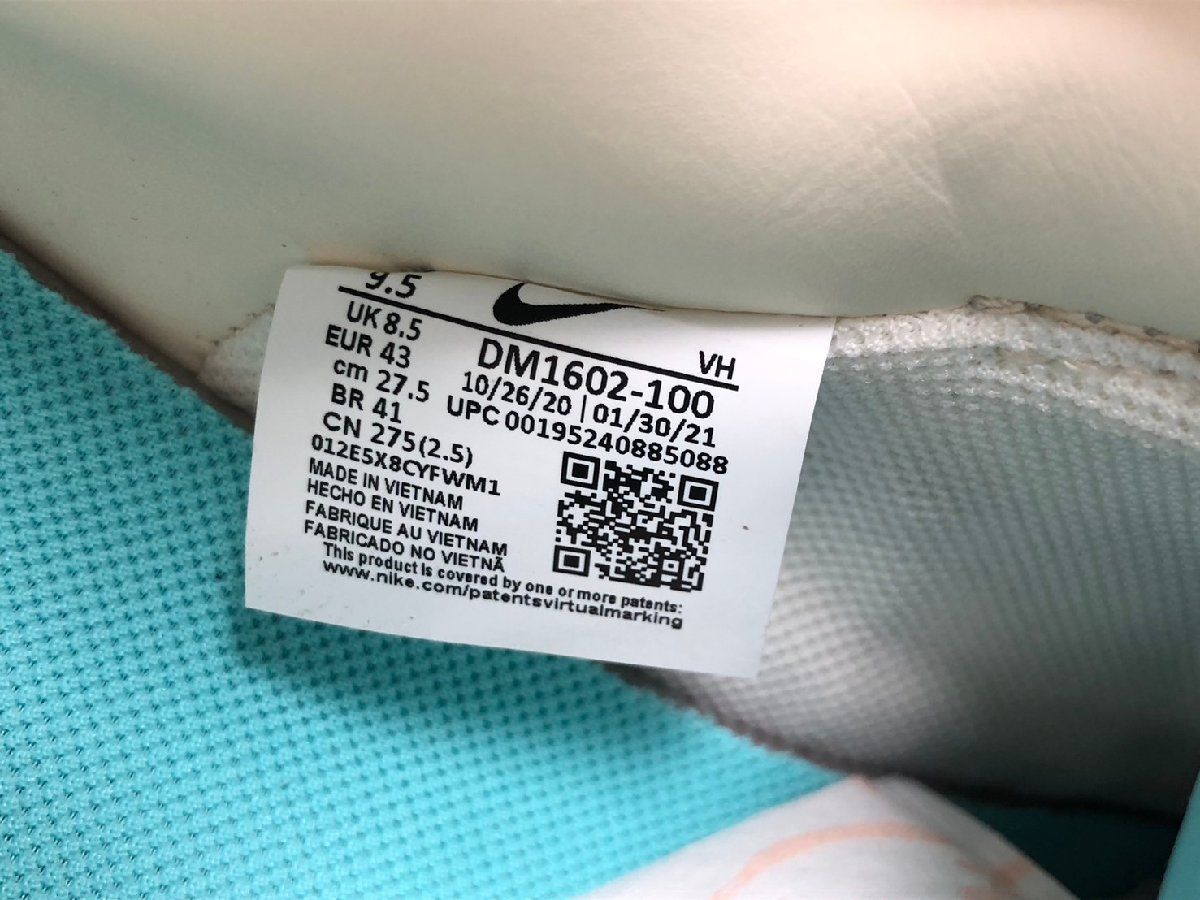 9.5
UK 8.5
EUR 43
cm 27.5
BR 41
CN 275(2.5)
VH
DM1602-100
10/26/20 | 01/30/21
UPC 00195240885088
012E5X8CYFWM1
MADE IN VIETNAM
HECHO EN VIETNAM
FABRIQUE AU VIETNAM
FABRICADO NO VIETNÃ
This product is covered by one or more patents:
www.nike.com/patentsvirtualmarking